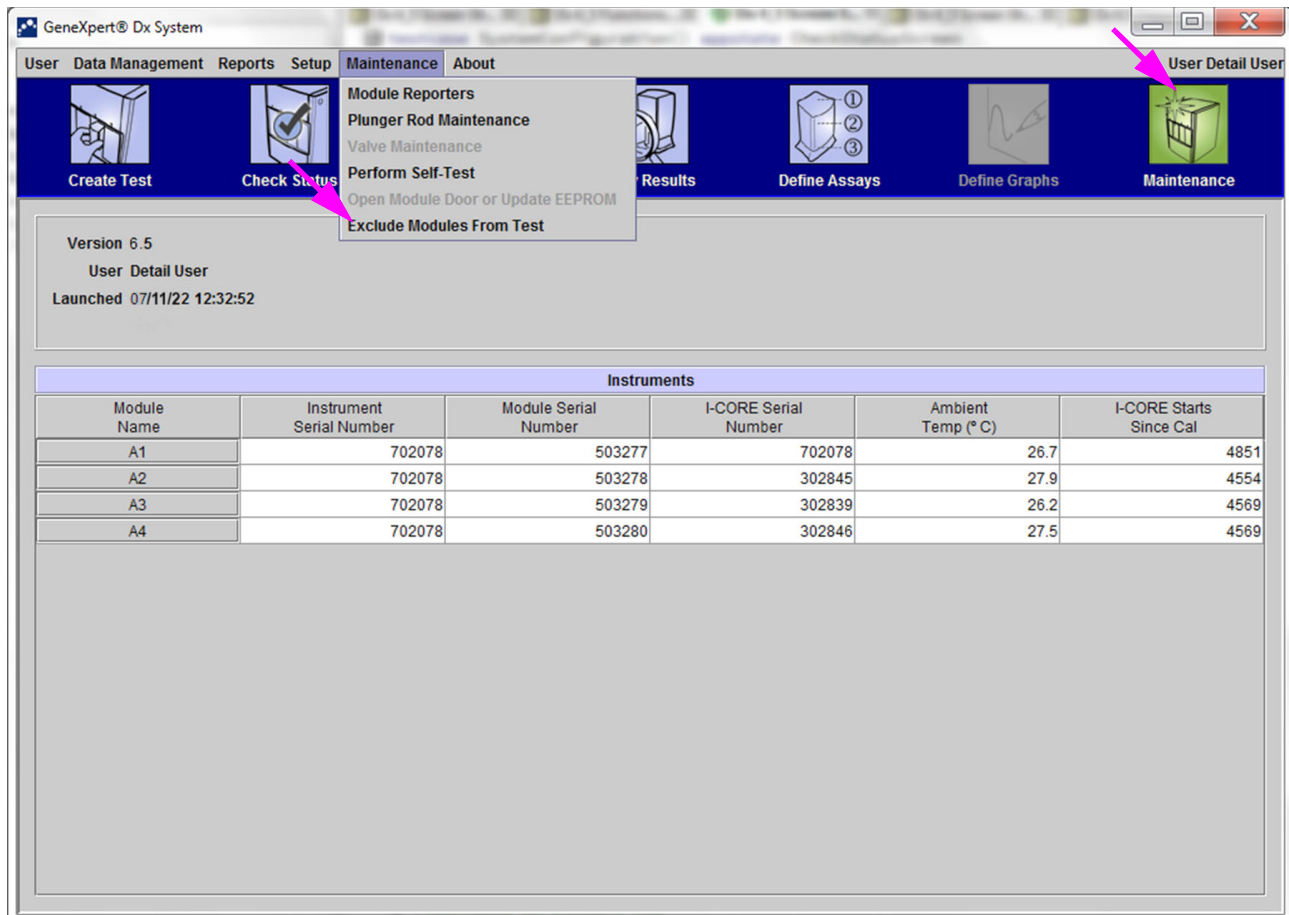 GeneXpert® Dx System
User Data Management Reports Setup Maintenance About User Detail User
Module Reporters
Plunger Rod Maintenance
Valve Maintenance
Perform Self-Test
Open Module Door or Update EEPROM
Exclude Modules From Test
① ② ③
Create Test Check Status Results Define Assays Define Graphs Maintenance
Version 6.5
User Detail User
Launched 07/11/22 12:32:52
Instruments
Module Name Instrument Serial Number Module Serial Number I-CORE Serial Number Ambient Temp (° C) I-CORE Starts Since Cal
A1 702078 503277 702078 26.7 4851
A2 702078 503278 302845 27.9 4554
A3 702078 503279 302839 26.2 4569
A4 702078 503280 302846 27.5 4569